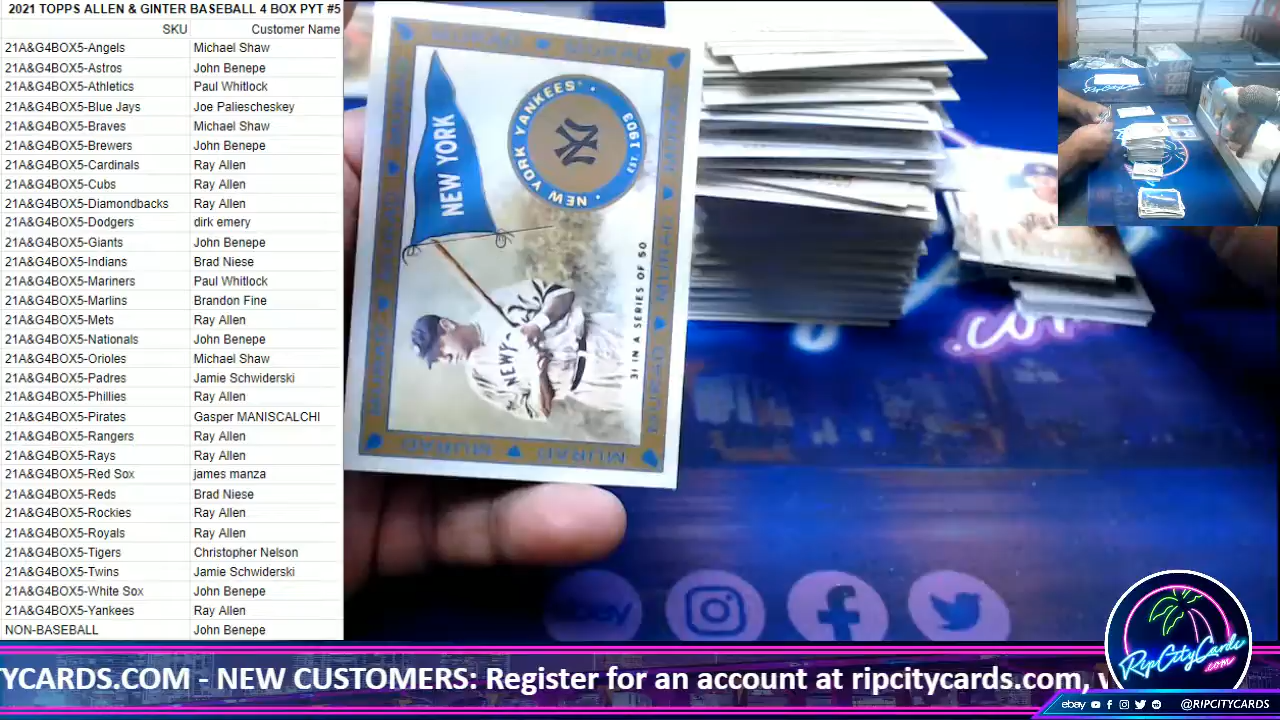 2021 TOPPS ALLEN & GINTER BASEBALL 4 BOX PYT #5
SKU Customer Name
21A&G4BOX5-Angels Michael Shaw
21A&G4BOX5-Astros John Benepe
21A&G4BOX5-Athletics Paul Whitlock
21A&G4BOX5-Blue Jays Joe Paliescheskey
21A&G4BOX5-Braves Michael Shaw
21A&G4BOX5-Brewers John Benepe
21A&G4BOX5-Cardinals Ray Allen
21A&G4BOX5-Cubs Ray Allen
21A&G4BOX5-Diamondbacks Ray Allen
21A&G4BOX5-Dodgers dirk emery
21A&G4BOX5-Giants John Benepe
21A&G4BOX5-Indians Brad Niese
21A&G4BOX5-Mariners Paul Whitlock
21A&G4BOX5-Marlins Brandon Fine
21A&G4BOX5-Mets Ray Allen
21A&G4BOX5-Nationals John Benepe
21A&G4BOX5-Orioles Michael Shaw
21A&G4BOX5-Padres Jamie Schwiderski
21A&G4BOX5-Phillies Ray Allen
21A&G4BOX5-Pirates Gasper MANISCALCHI
21A&G4BOX5-Rangers Ray Allen
21A&G4BOX5-Rays Ray Allen
21A&G4BOX5-Red Sox james manza
21A&G4BOX5-Reds Brad Niese
21A&G4BOX5-Rockies Ray Allen
21A&G4BOX5-Royals Ray Allen
21A&G4BOX5-Tigers Christopher Nelson
21A&G4BOX5-Twins Jamie Schwiderski
21A&G4BOX5-White Sox John Benepe
21A&G4BOX5-Yankees Ray Allen
NON-BASEBALL John Benepe
NEW YORK
NEW YORK YANKEES
EST 1903
NY
31 IN A SERIES OF 50
NEW Y
MURAD MURAD
.com
ebay
YCARDS.COM - NEW CUSTOMERS: Register for an account at ripcitycards.com,
RipCityCards
.com
ebay @RIPCITYCARDS